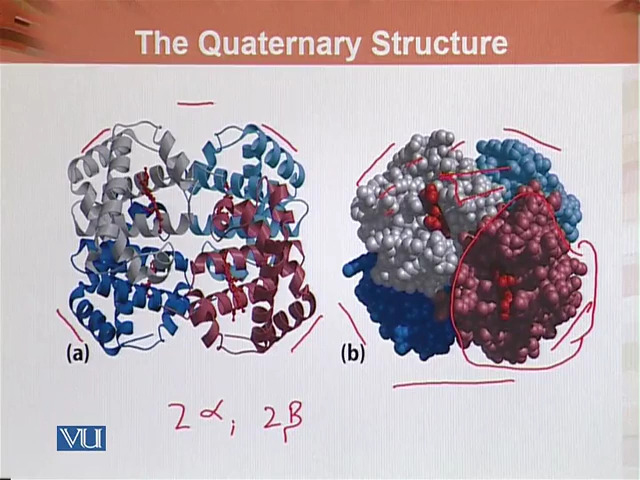 The Quaternary Structure
(a)
(b)
2α, 2β
VU